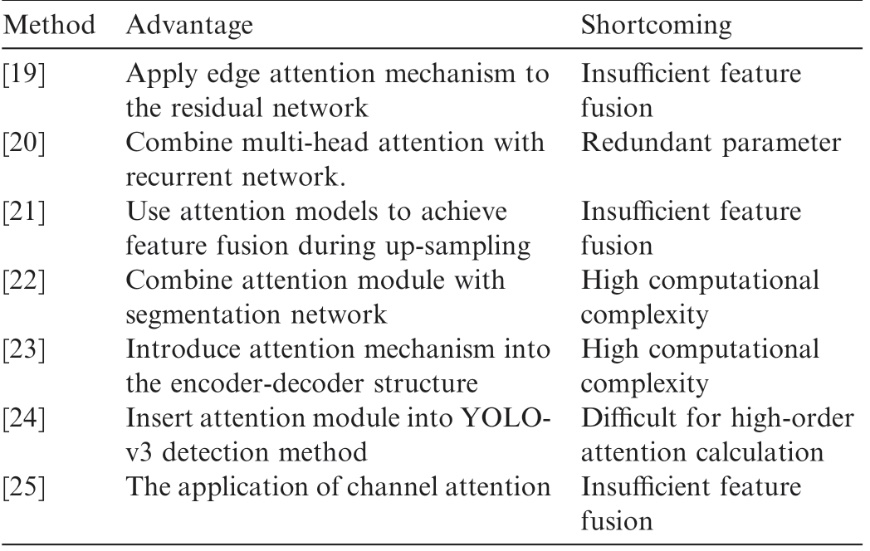 Method Advantage Shortcoming
[19] Apply edge attention mechanism to Insufficient feature
the residual network fusion
[20] Combine multi-head attention with Redundant parameter
recurrent network.
[21] Use attention models to achieve Insufficient feature
feature fusion during up-sampling fusion
[22] Combine attention module with High computational
segmentation network complexity
[23] Introduce attention mechanism into High computational
the encoder-decoder structure complexity
[24] Insert attention module into YOLO- Difficult for high-order
v3 detection method attention calculation
[25] The application of channel attention Insufficient feature
fusion